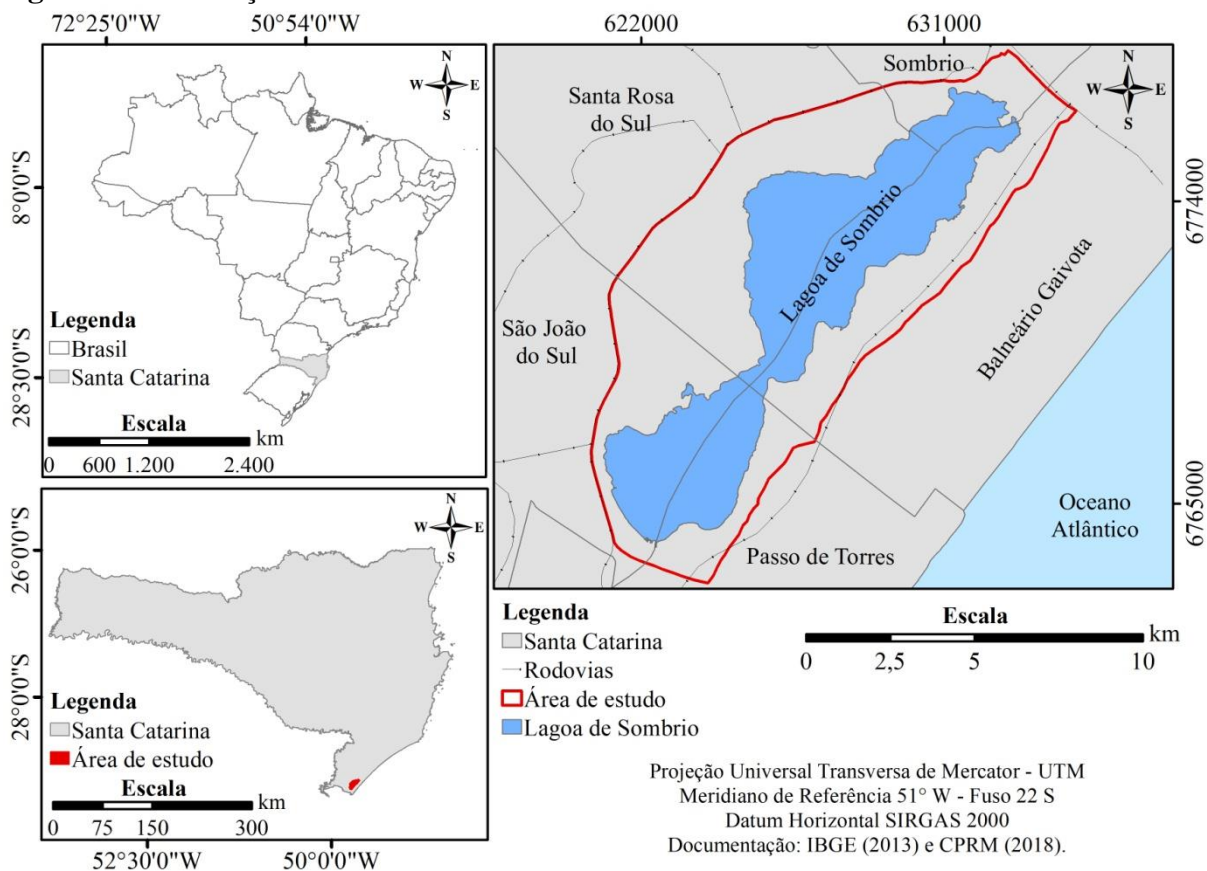 72°25'0"W
50°54'0"W
8°0'0"S
28°30'0"S
N
W
E
S
Legenda
Brasil
Santa Catarina
Escala
km
0 600 1.200 2.400
26°0'0"S
28°0'0"S
N
W
E
S
Legenda
Santa Catarina
Área de estudo
Escala
km
0 75 150 300
52°30'0"W
50°0'0"W
622000
631000
6774000
6765000
N
W
E
S
Sombrio
Santa Rosa
do Sul
Lagoa de Sombrio
São João
do Sul
Balneário Gaivota
Oceano
Atlântico
Passo de Torres
Legenda
Santa Catarina
Rodovias
Área de estudo
Lagoa de Sombrio
Escala
km
0 2,5 5 10
Projeção Universal Transversa de Mercator - UTM
Meridiano de Referência 51° W - Fuso 22 S
Datum Horizontal SIRGAS 2000
Documentação: IBGE (2013) e CPRM (2018).